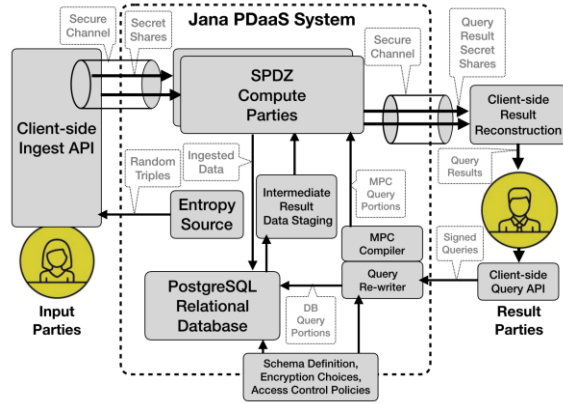 Jana PDaaS System
Secure
Channel
Secret
Shares
Secure
Channel
Query
Result
Secret
Shares
SPDZ
Compute
Parties
Client-side
Ingest API
Client-side
Result
Reconstruction
Random
Triples
Ingested
Data
MPC
Query
Portions
Query
Results
Entropy
Source
Intermediate
Result
Data Staging
MPC
Compiler
Signed
Queries
Query
Re-writer
Client-side
Query API
PostgreSQL
Relational
Database
DB
Query
Portions
Input
Parties
Result
Parties
Schema Definition,
Encryption Choices,
Access Control Policies